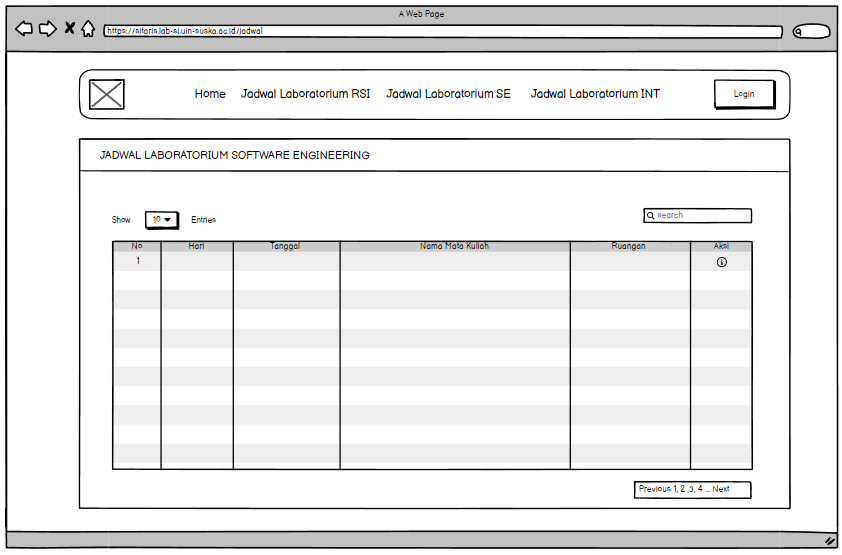 A Web Page
https://sitaris.lab-si.uin-suska.ac.id/jadwal
Home Jadwal Laboratorium RSI Jadwal Laboratorium SE Jadwal Laboratorium INT Login
JADWAL LABORATORIUM SOFTWARE ENGINEERING
Show 10 Entries search
No Hari Tanggal Nama Mata Kuliah Ruangan Aksi
1
Previous 1, 2 ,3, 4 ... Next